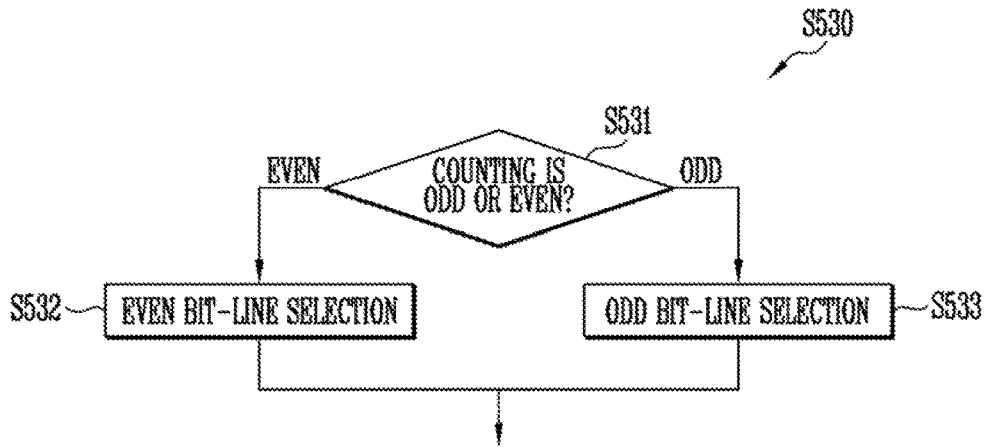 S530
S531
EVEN
COUNTING IS
ODD OR EVEN?
ODD
S532
EVEN BIT-LINE SELECTION
ODD BIT-LINE SELECTION
S533